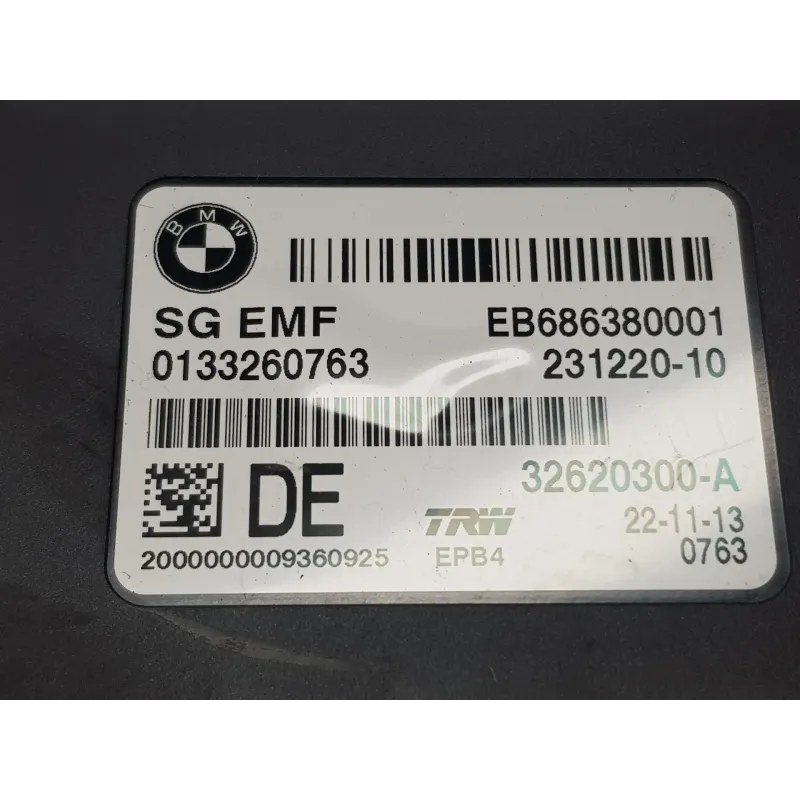 BMW
SG EMF EB686380001
0133260763 231220-10
DE 32620300-A
TRW 22-11-13
2000000009360925 EPB4 0763